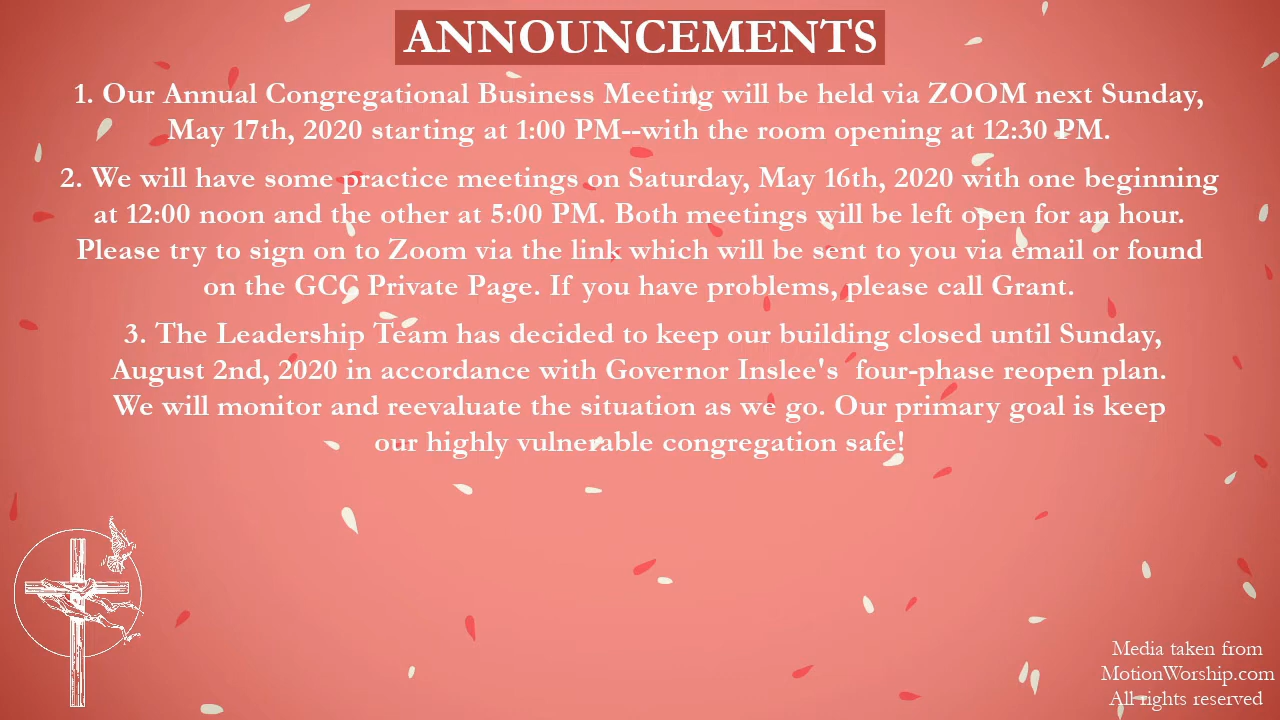 ANNOUNCEMENTS
1. Our Annual Congregational Business Meeting will be held via ZOOM next Sunday,
May 17th, 2020 starting at 1:00 PM--with the room opening at 12:30 PM.
2. We will have some practice meetings on Saturday, May 16th, 2020 with one beginning
at 12:00 noon and the other at 5:00 PM. Both meetings will be left open for an hour.
Please try to sign on to Zoom via the link which will be sent to you via email or found
on the GCC Private Page. If you have problems, please call Grant.
3. The Leadership Team has decided to keep our building closed until Sunday,
August 2nd, 2020 in accordance with Governor Inslee's  four-phase reopen plan.
We will monitor and reevaluate the situation as we go. Our primary goal is keep
our highly vulnerable congregation safe!
Media taken from
MotionWorship.com
All rights reserved